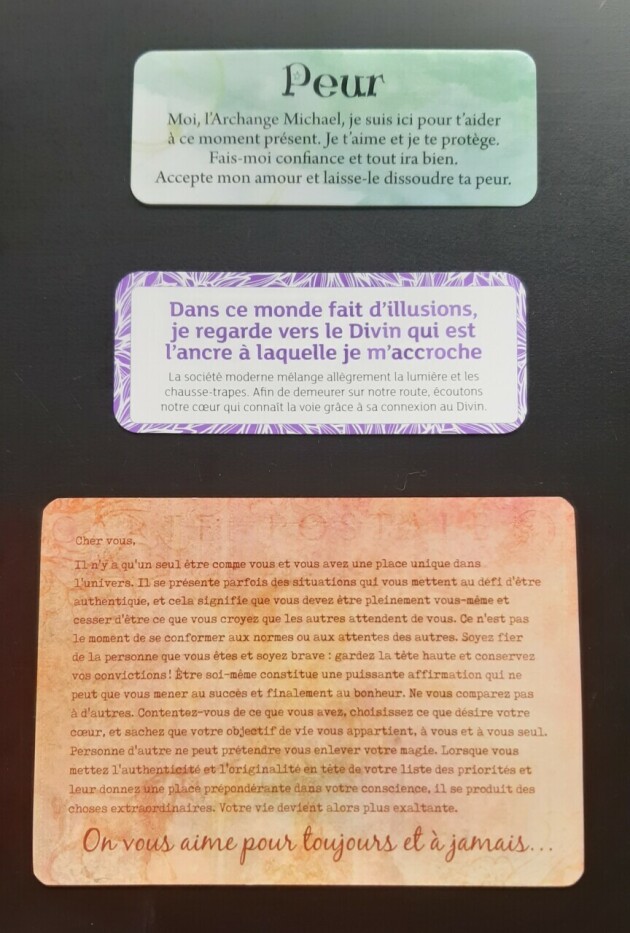 Peur
Moi, l'Archange Michael, je suis ici pour t'aider
à ce moment présent. Je t'aime et je te protège.
Fais-moi confiance et tout ira bien.
Accepte mon amour et laisse-le dissoudre ta peur.
Dans ce monde fait d'illusions,
je regarde vers le Divin qui est
l'ancre à laquelle je m'accroche
La société moderne mélange allègrement la lumière et les
chausse-trapes. Afin de demeurer sur notre route, écoutons
notre cœur qui connaît la voie grâce à sa connexion au Divin.
Cher vous,
Il n'y a qu'un seul être comme vous et vous avez une place unique dans
l'univers. Il se présente parfois des situations qui vous mettent au défi d'être
authentique, et cela signifie que vous devez être pleinement vous-même et
cesser d'être ce que vous croyez que les autres attendent de vous. Ce n'est pas
le moment de se conformer aux normes ou aux attentes des autres. Soyez fier
de la personne que vous êtes et soyez brave : gardez la tête haute et conservez
vos convictions! Être soi-même constitue une puissante affirmation qui ne
peut que vous mener au succès et finalement au bonheur. Ne vous comparez pas
à d'autres. Contentez-vous de ce que vous avez, choisissez ce que désire votre
cœur, et sachez que votre objectif de vie vous appartient, à vous et à vous seul.
Personne d'autre ne peut prétendre vous enlever votre magie. Lorsque vous
mettez l'authenticité et l'originalité en tête de votre liste des priorités et
leur donnez une place prépondérante dans votre conscience, il se produit des
choses extraordinaires. Votre vie devient alors plus exaltante.
On vous aime pour toujours et à jamais...